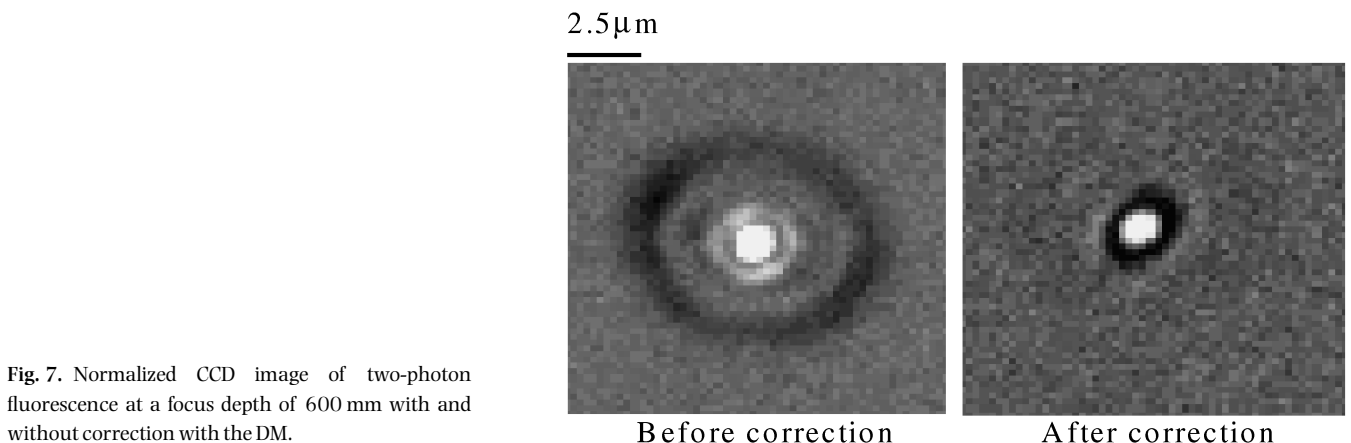 2.5μm
Fig. 7. Normalized CCD image of two-photon
fluorescence at a focus depth of 600 mm with and
without correction with the DM.
Before correction
After correction